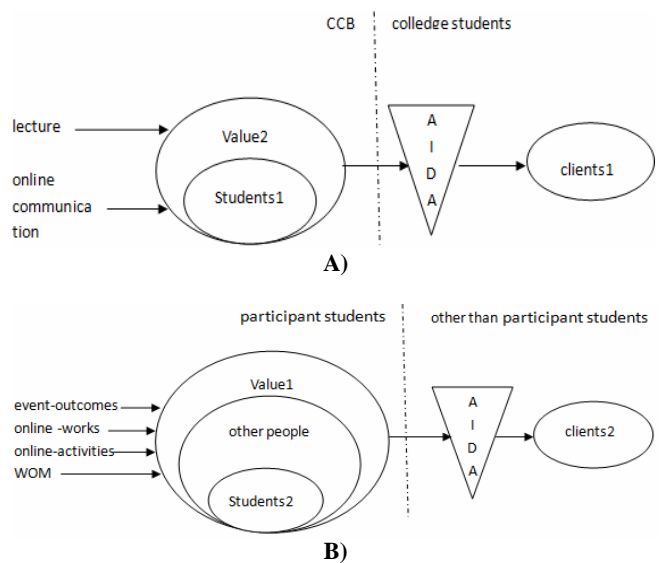 CCB colledge students
lecture
Value2
A
I
D
A
clients1
Students1
online
communica
tion
A)
participant students other than participant students
Value1
event-outcomes
online -works
online-activities
WOM
other people
Students2
A
I
D
A
clients2
B)